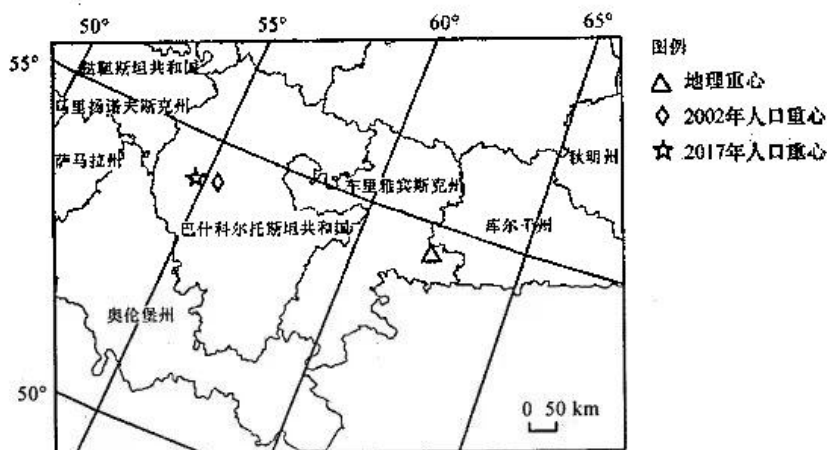 50° 55° 60° 65°
55°
50°
鞑靼斯坦共和国
乌里扬诺夫斯克州
萨马拉州
车里雅宾斯克州
秋明州
库尔干州
巴什科尔托斯坦共和国
奥伦堡州
0 50 km
图例
地理重心
2002年人口重心
2017年人口重心